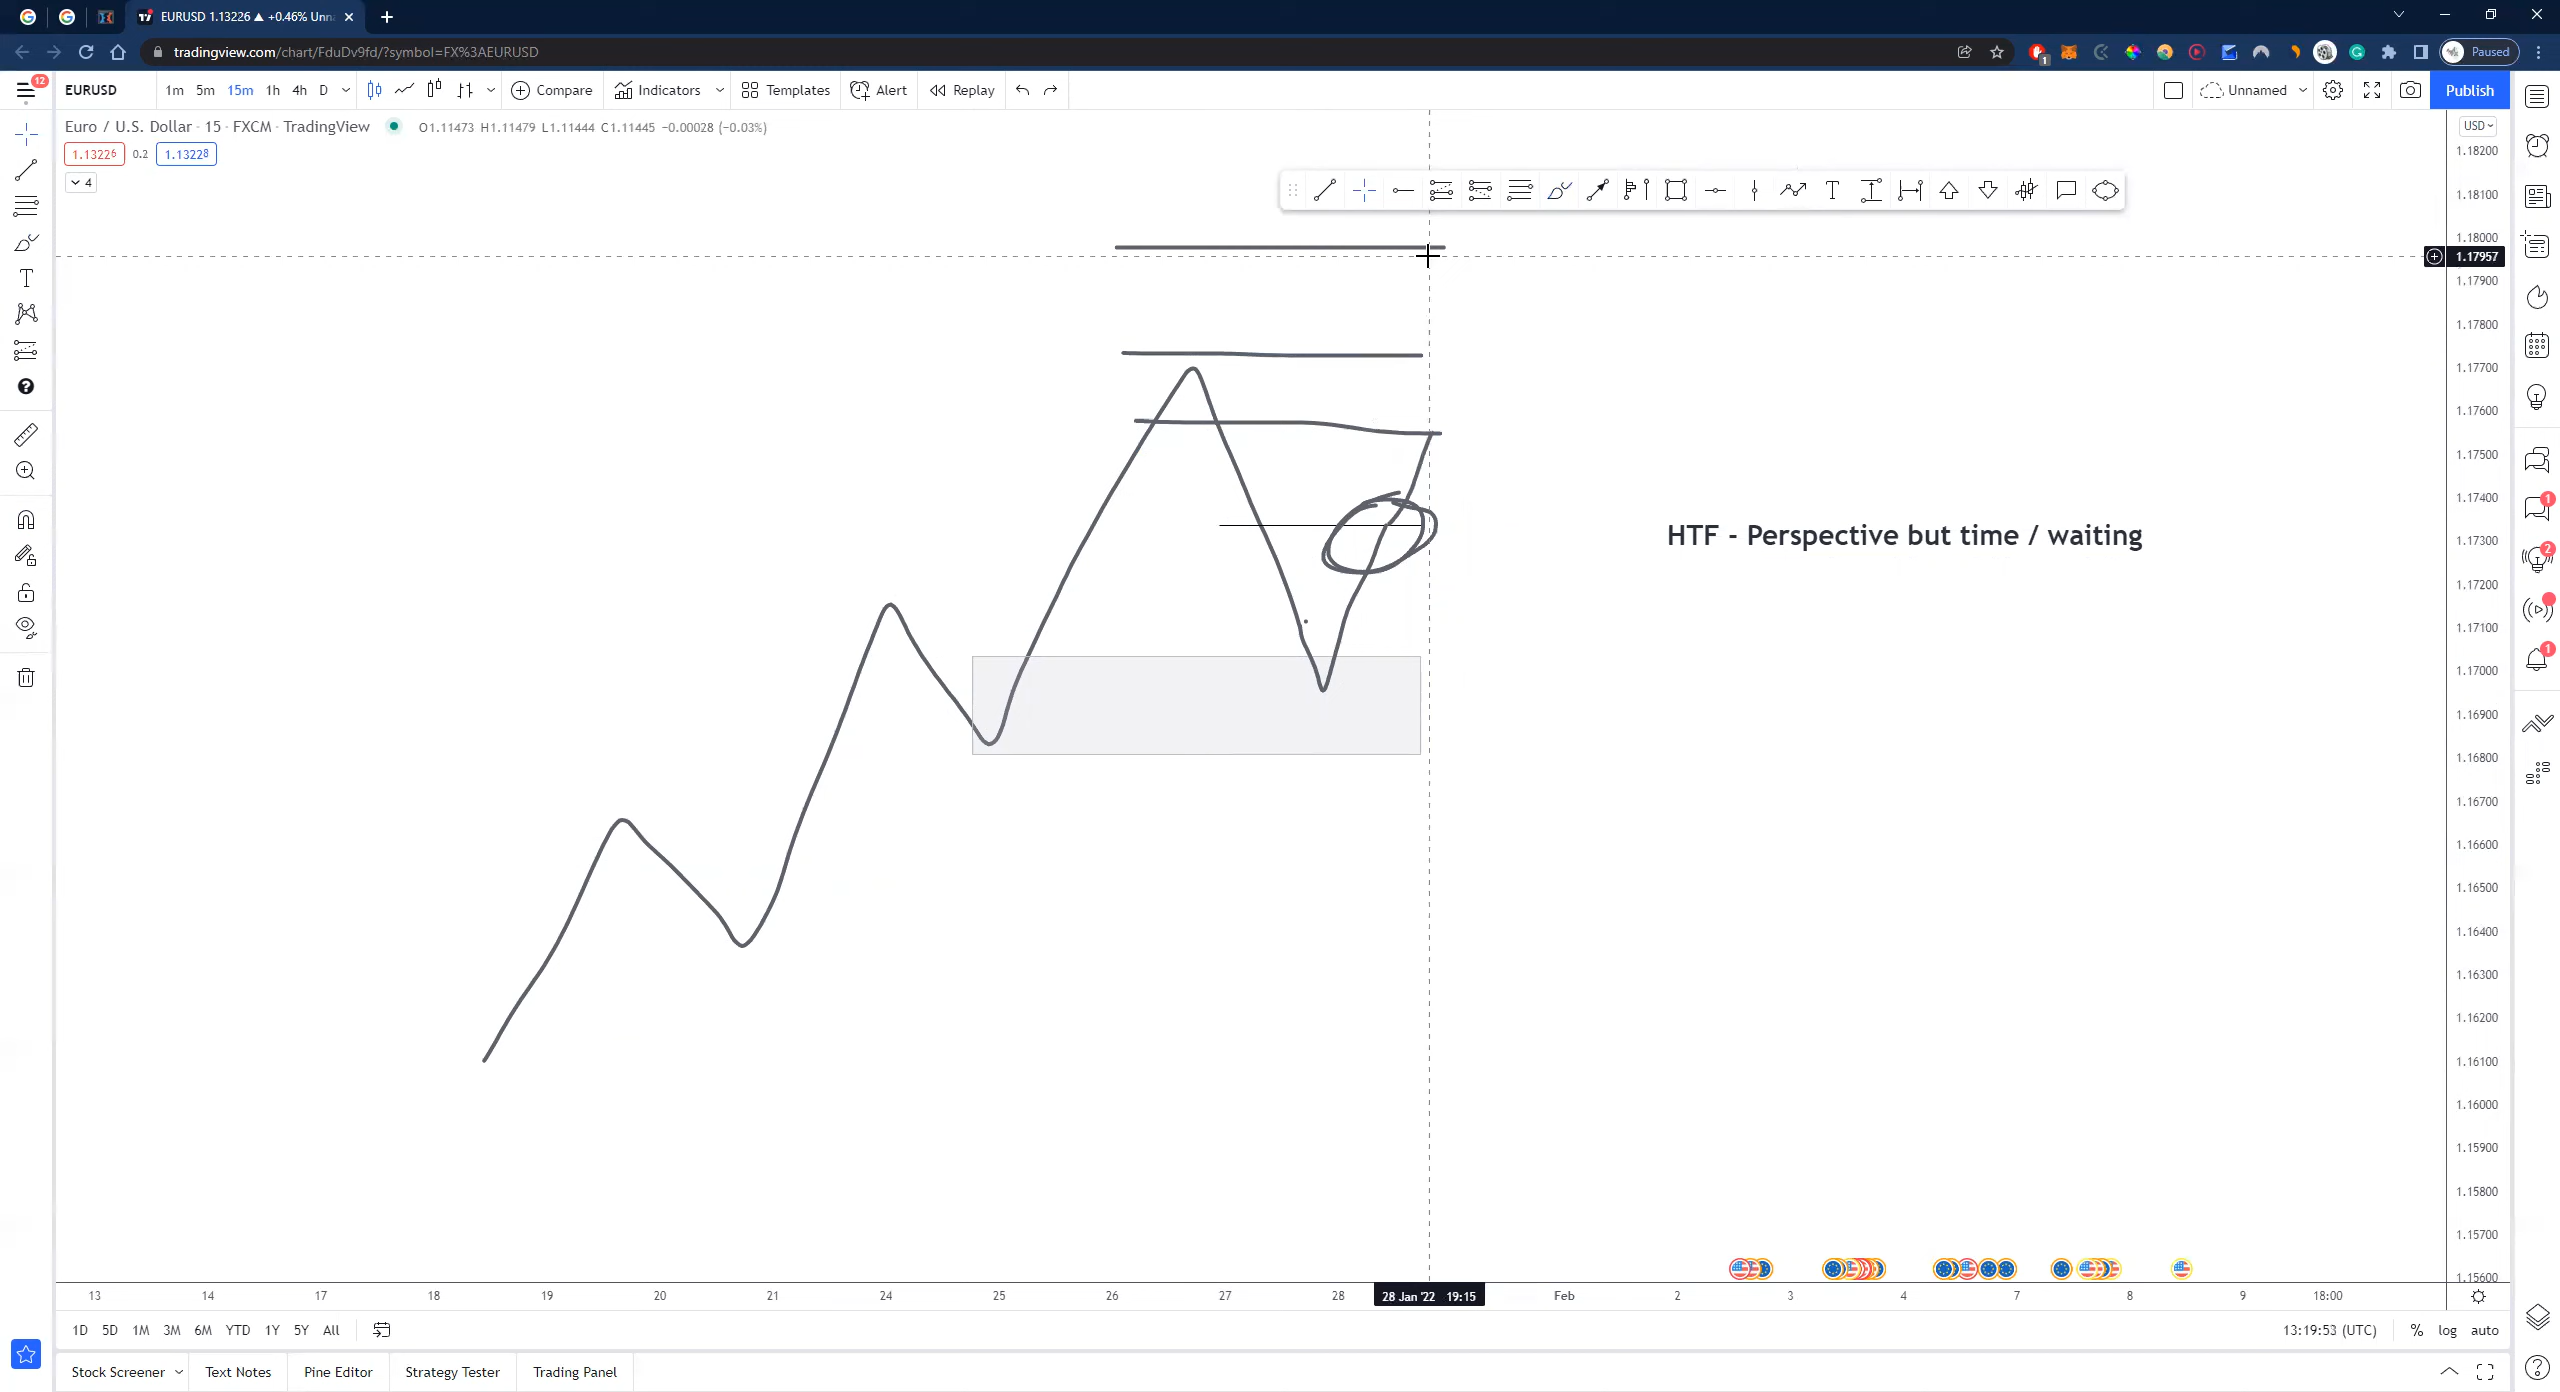 EURUSD 1.13226 ▲ +0.46% Unn
tradingview.com/chart/FduDv9fd/?symbol=FX%3AEURUSD
1
Paused
12
EURUSD
1m 5m 15m 1h 4h D
Compare
Indicators
Templates
Alert
Replay
Unnamed
Publish
Euro / U.S. Dollar · 15 · FXCM · TradingView
O1.11473 H1.11479 L1.11444 C1.11445 −0.00028 (−0.03%)
1.13226 0.2 1.13228
4
USD
1.18200
1.18100
1.18000
1.17957
1.17900
1.17800
1.17700
1.17600
1.17500
1.17400
1.17300
1.17200
1.17100
1.17000
1.16900
1.16800
1.16700
1.16600
1.16500
1.16400
1.16300
1.16200
1.16100
1.16000
1.15900
1.15800
1.15700
1.15600
HTF - Perspective but time / waiting
1
2
1
13 14 17 18 19 20 21 24 25 26 27 28 28 Jan '22 19:15 Feb 2 3 4 7 8 9 18:00
1D 5D 1M 3M 6M YTD 1Y 5Y All
13:19:53 (UTC) % log auto
Stock Screener Text Notes Pine Editor Strategy Tester Trading Panel